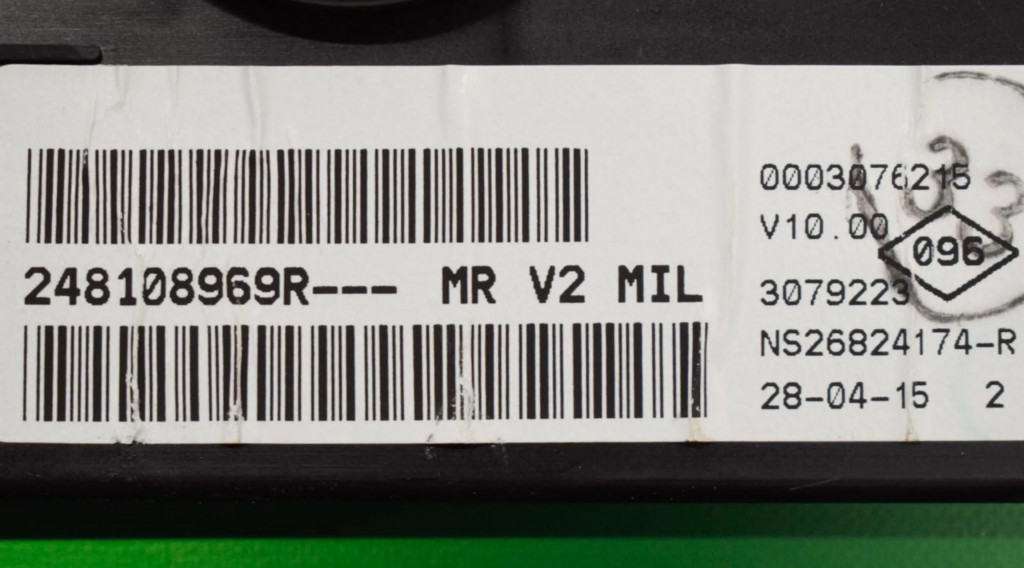 0003076215
V10.00
096
248108969R--- MR V2 MIL
3079223
NS26824174-R
28-04-15 2